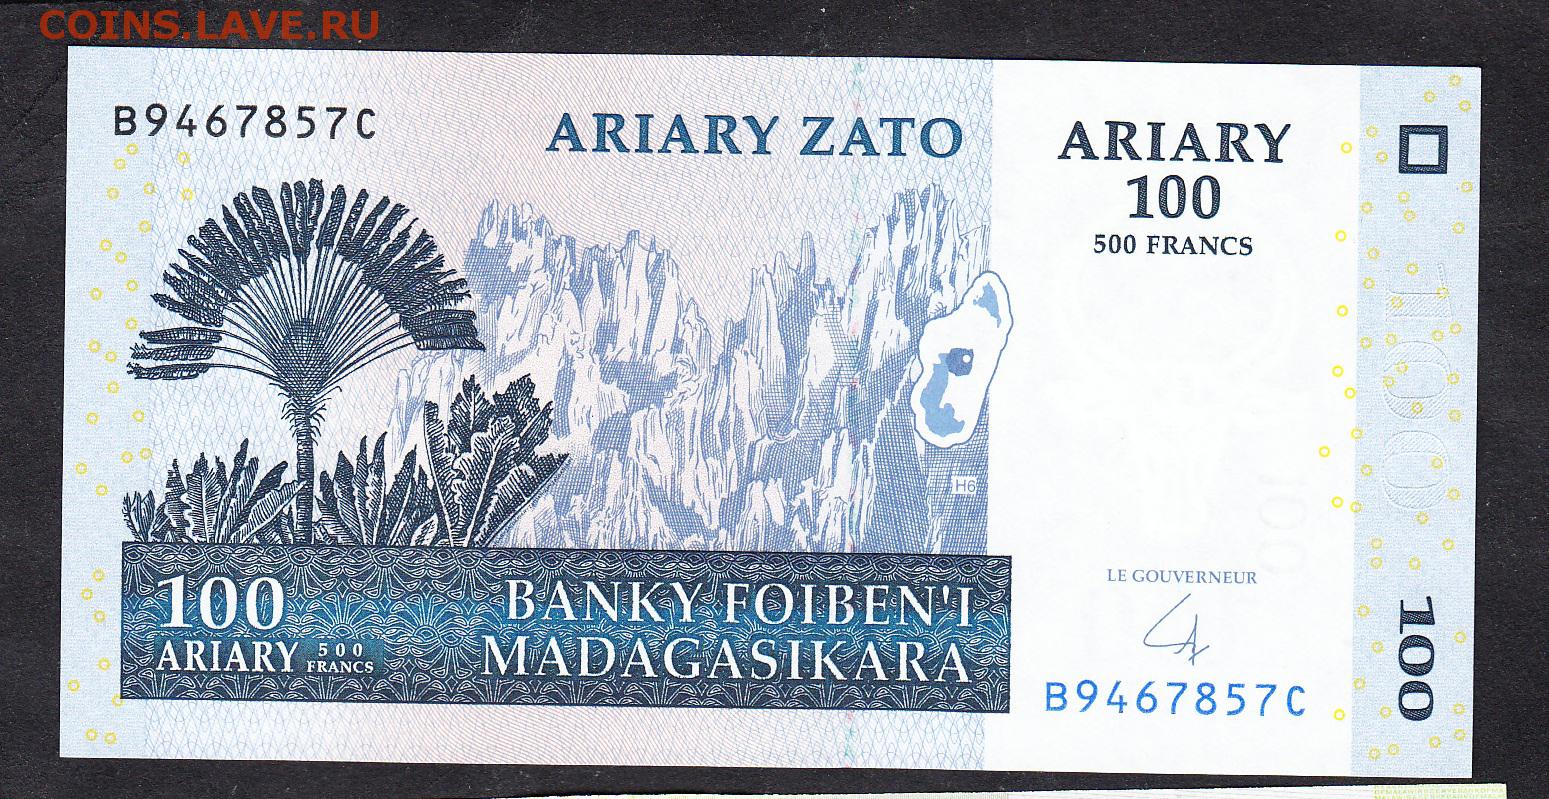 COINS.LAVE.RU
B9467857C
ARIARY ZATO
ARIARY
100
500 FRANCS
100
H6
LE GOUVERNEUR
100
ARIARY 500 FRANCS
BANKY FOIBEN'I
MADAGASIKARA
B9467857C
100